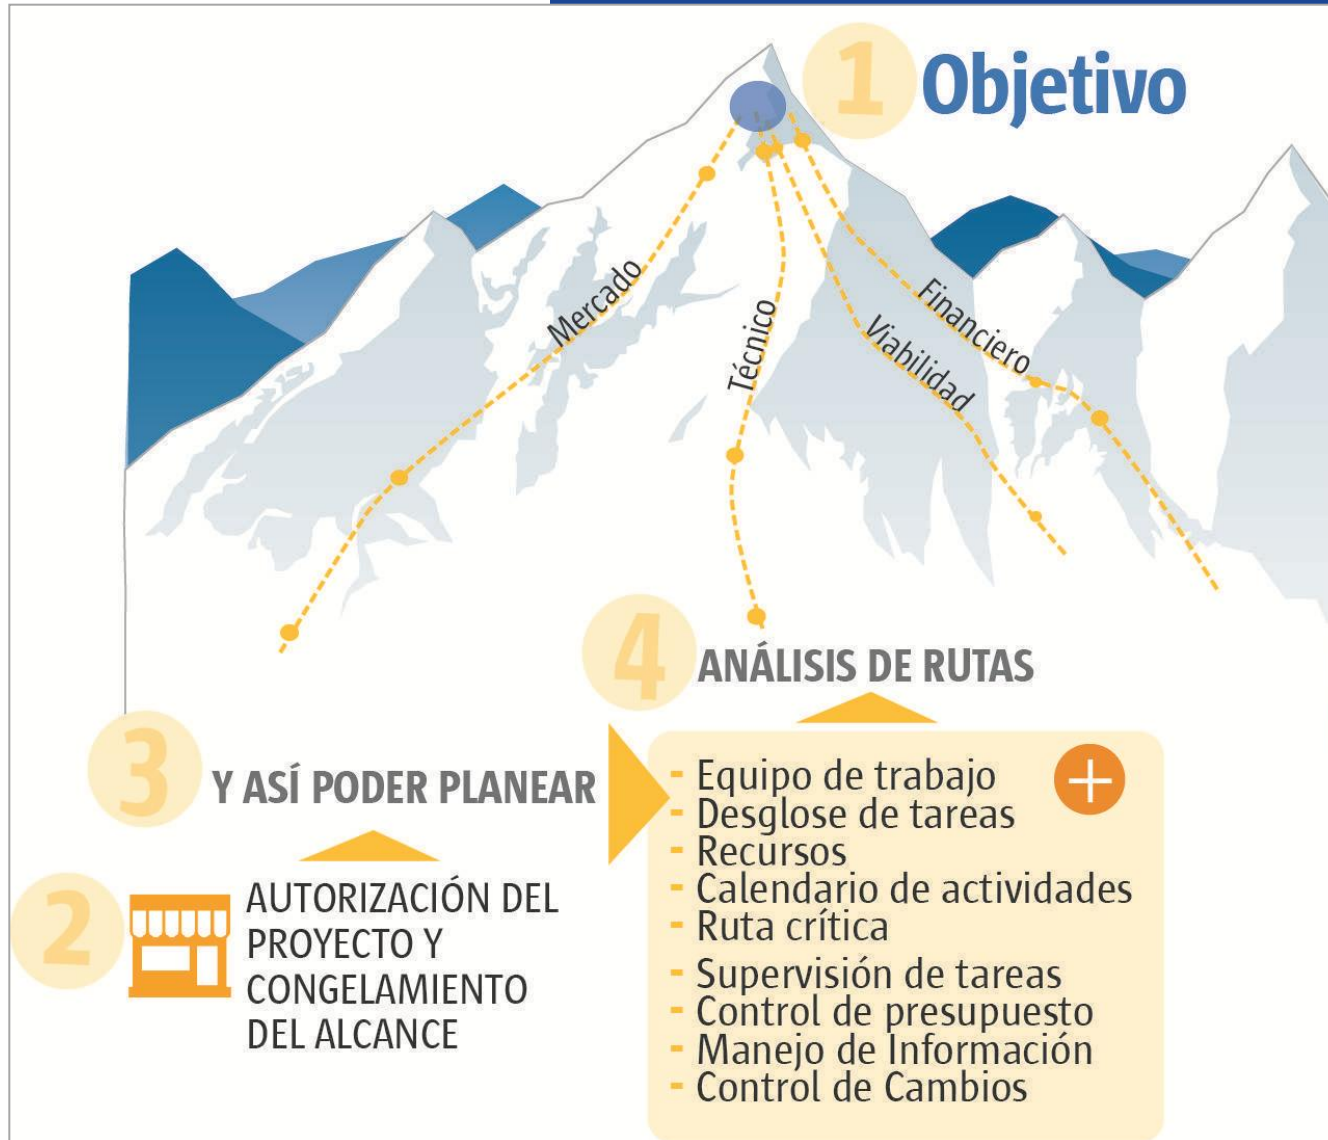 1 Objetivo
Mercado
Técnico
Viabilidad
Financiero
4 ANÁLISIS DE RUTAS
3 Y ASÍ PODER PLANEAR
2
AUTORIZACIÓN DEL
PROYECTO Y
CONGELAMIENTO
DEL ALCANCE
- Equipo de trabajo
- Desglose de tareas
- Recursos
- Calendario de actividades
- Ruta crítica
- Supervisión de tareas
- Control de presupuesto
- Manejo de Información
- Control de Cambios